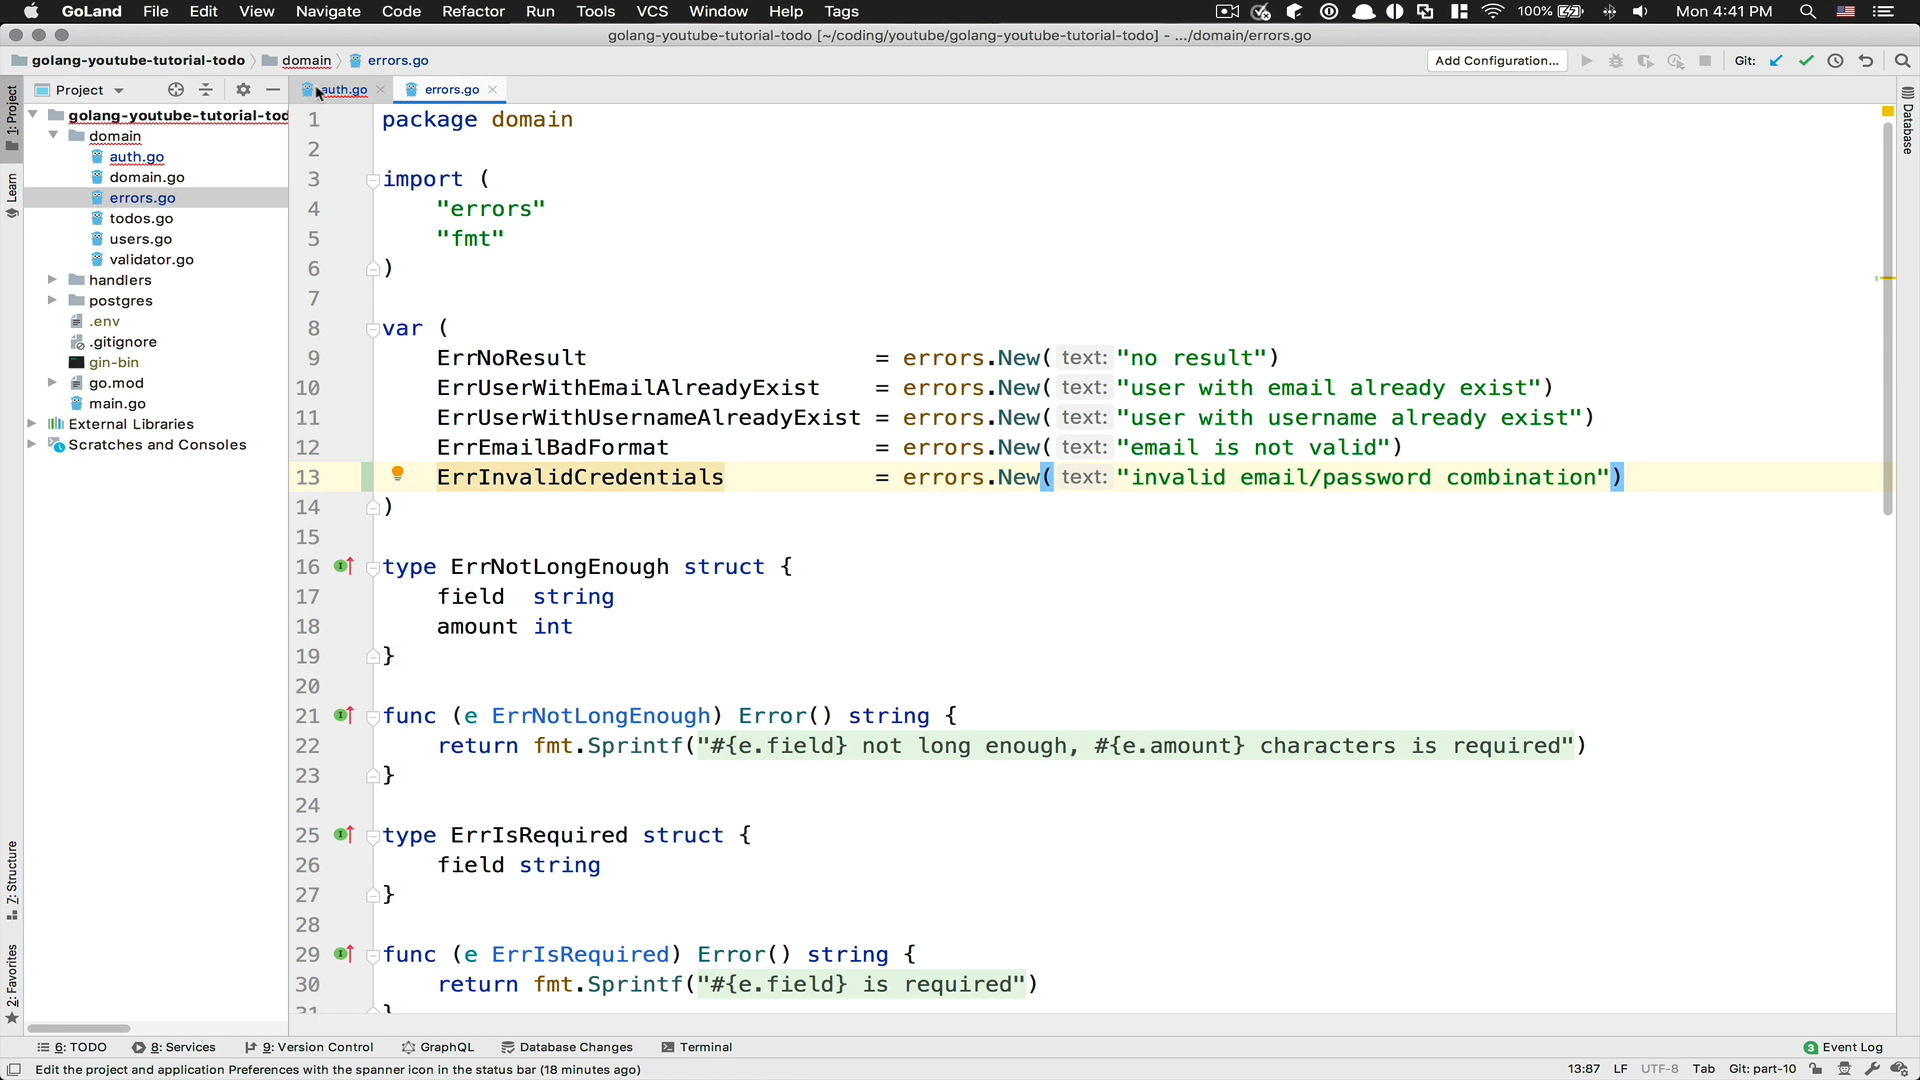 GoLand File Edit View Navigate Code Refactor Run Tools VCS Window Help Tags 100% Mon 4:41 PM
golang-youtube-tutorial-todo [~/coding/youtube/golang-youtube-tutorial-todo] - .../domain/errors.go
golang-youtube-tutorial-todo domain errors.go Add Configuration... Git:
Project auth.go errors.go
1: Project
Learn
Z: Structure
2: Favorites
Database
golang-youtube-tutorial-tod
domain
auth.go
domain.go
errors.go
todos.go
users.go
validator.go
handlers
postgres
.env
.gitignore
gin-bin
go.mod
main.go
External Libraries
Scratches and Consoles
1 package domain
2
3 import (
4 "errors"
5 "fmt"
6 )
7
8 var (
9 ErrNoResult = errors.New( text: "no result")
10 ErrUserWithEmailAlreadyExist = errors.New( text: "user with email already exist")
11 ErrUserWithUsernameAlreadyExist = errors.New( text: "user with username already exist")
12 ErrEmailBadFormat = errors.New( text: "email is not valid")
13 ErrInvalidCredentials = errors.New( text: "invalid email/password combination")
14 )
15
16 type ErrNotLongEnough struct {
17 field string
18 amount int
19 }
20
21 func (e ErrNotLongEnough) Error() string {
22 return fmt.Sprintf("#{e.field} not long enough, #{e.amount} characters is required")
23 }
24
25 type ErrIsRequired struct {
26 field string
27 }
28
29 func (e ErrIsRequired) Error() string {
30 return fmt.Sprintf("#{e.field} is required")
31 }
6: TODO 8: Services 9: Version Control GraphQL Database Changes Terminal 3 Event Log
Edit the project and application Preferences with the spanner icon in the status bar (18 minutes ago) 13:87 LF UTF-8 Tab Git: part-10